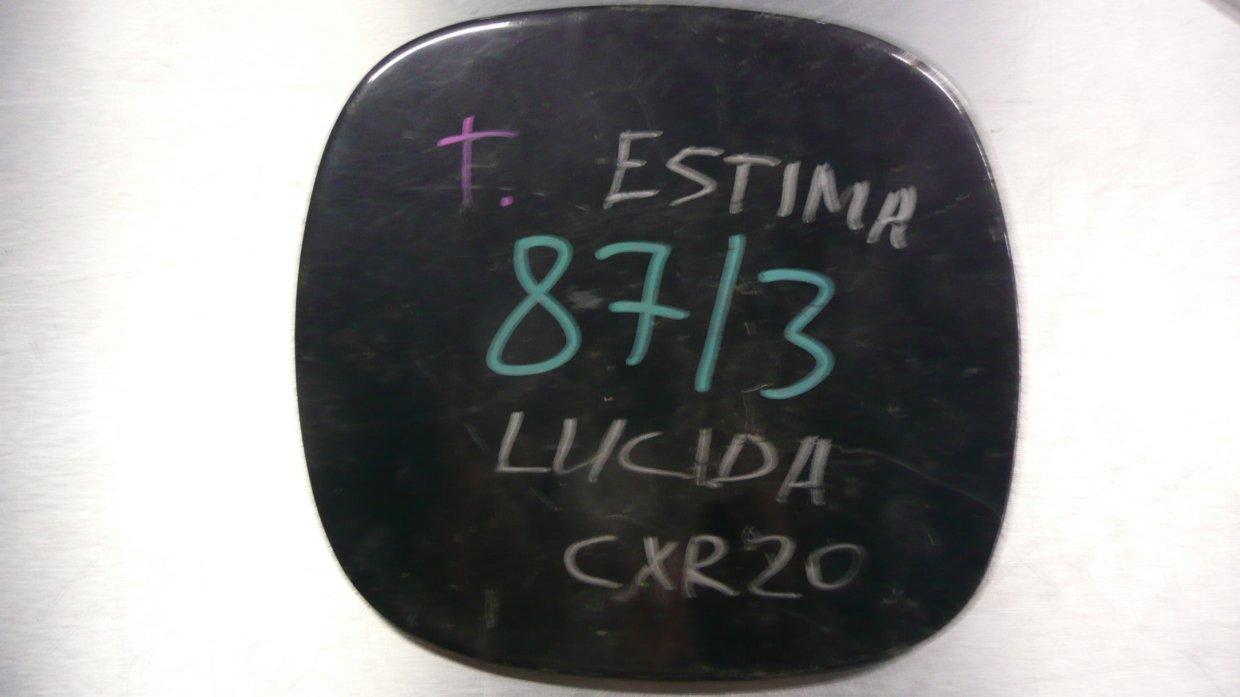 T. ESTIMA
87/3
LUCIDA
CXR20